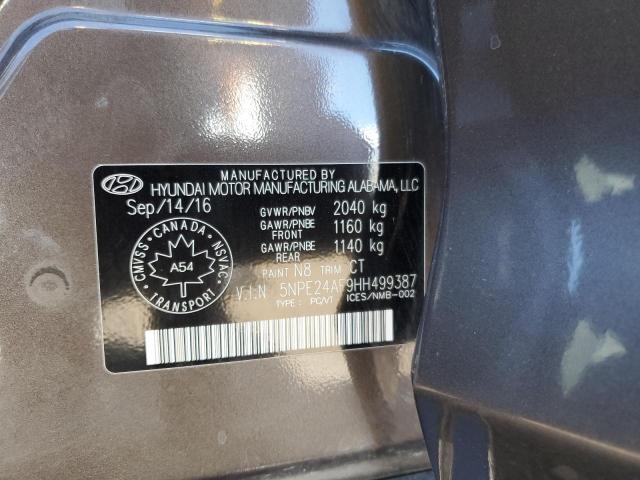 MANUFACTURED BY
HYUNDAI MOTOR MANUFACTURING ALABAMA, LLC
Sep/14/16
GVWR/PNBV 2040 kg
GAWR/PNBE FRONT 1160 kg
GAWR/PNBE REAR 1140 kg
PAINT N8 TRIM CT
V.I.N 5NPE24AF9HH499387
TYPE : PC/VT ICES/NMB-002
CANADA
CMVSS
NSVAC
A54
TRANSPORT